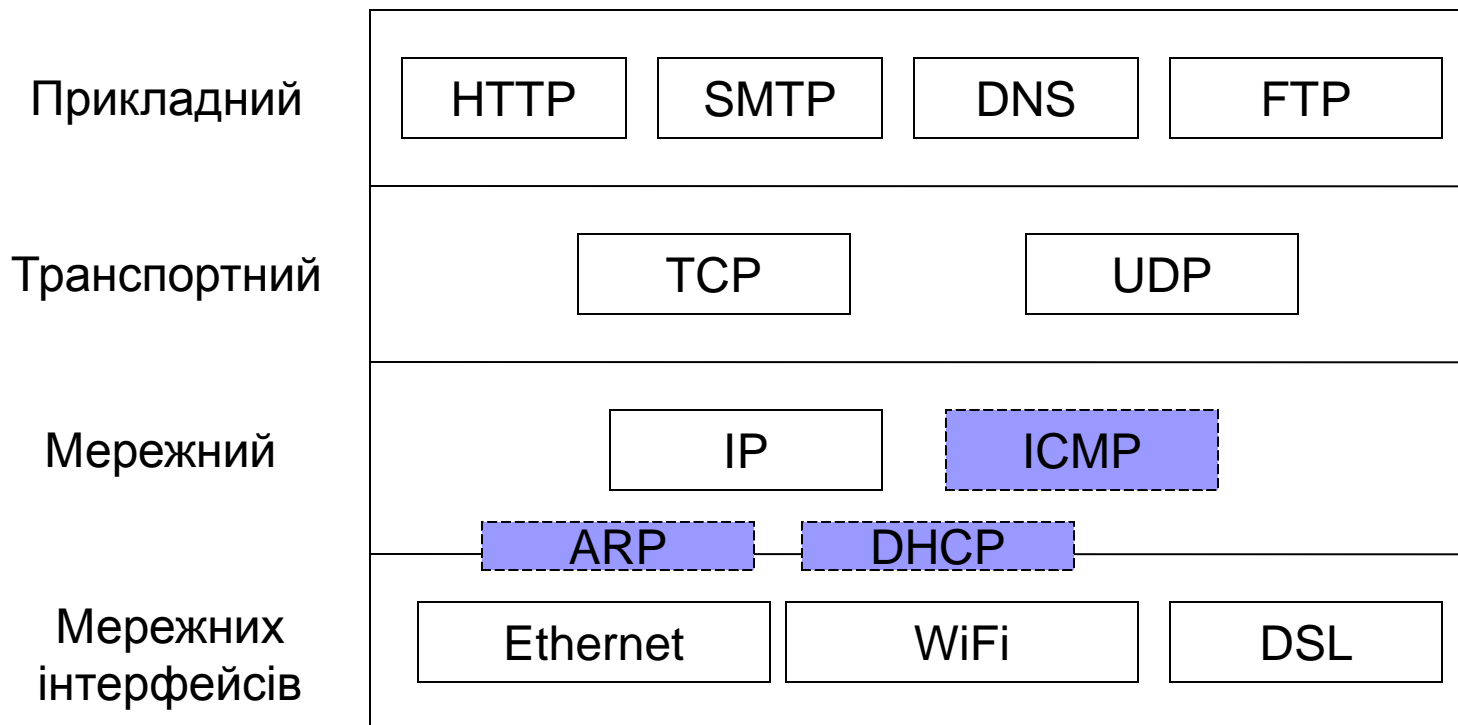 Прикладний
HTTP
SMTP
DNS
FTP
Транспортний
TCP
UDP
Мережний
IP
ICMP
ARP
DHCP
Мережних
інтерфейсів
Ethernet
WiFi
DSL